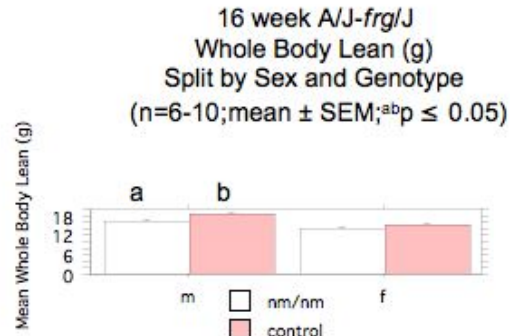 16 week A/J-frg/J
Whole Body Lean (g)
Split by Sex and Genotype
(n=6-10;mean ± SEM;ᵃᵇp ≤ 0.05)
Mean Whole Body Lean (g)
a b
18
12
6
0
m f
nm/nm
control